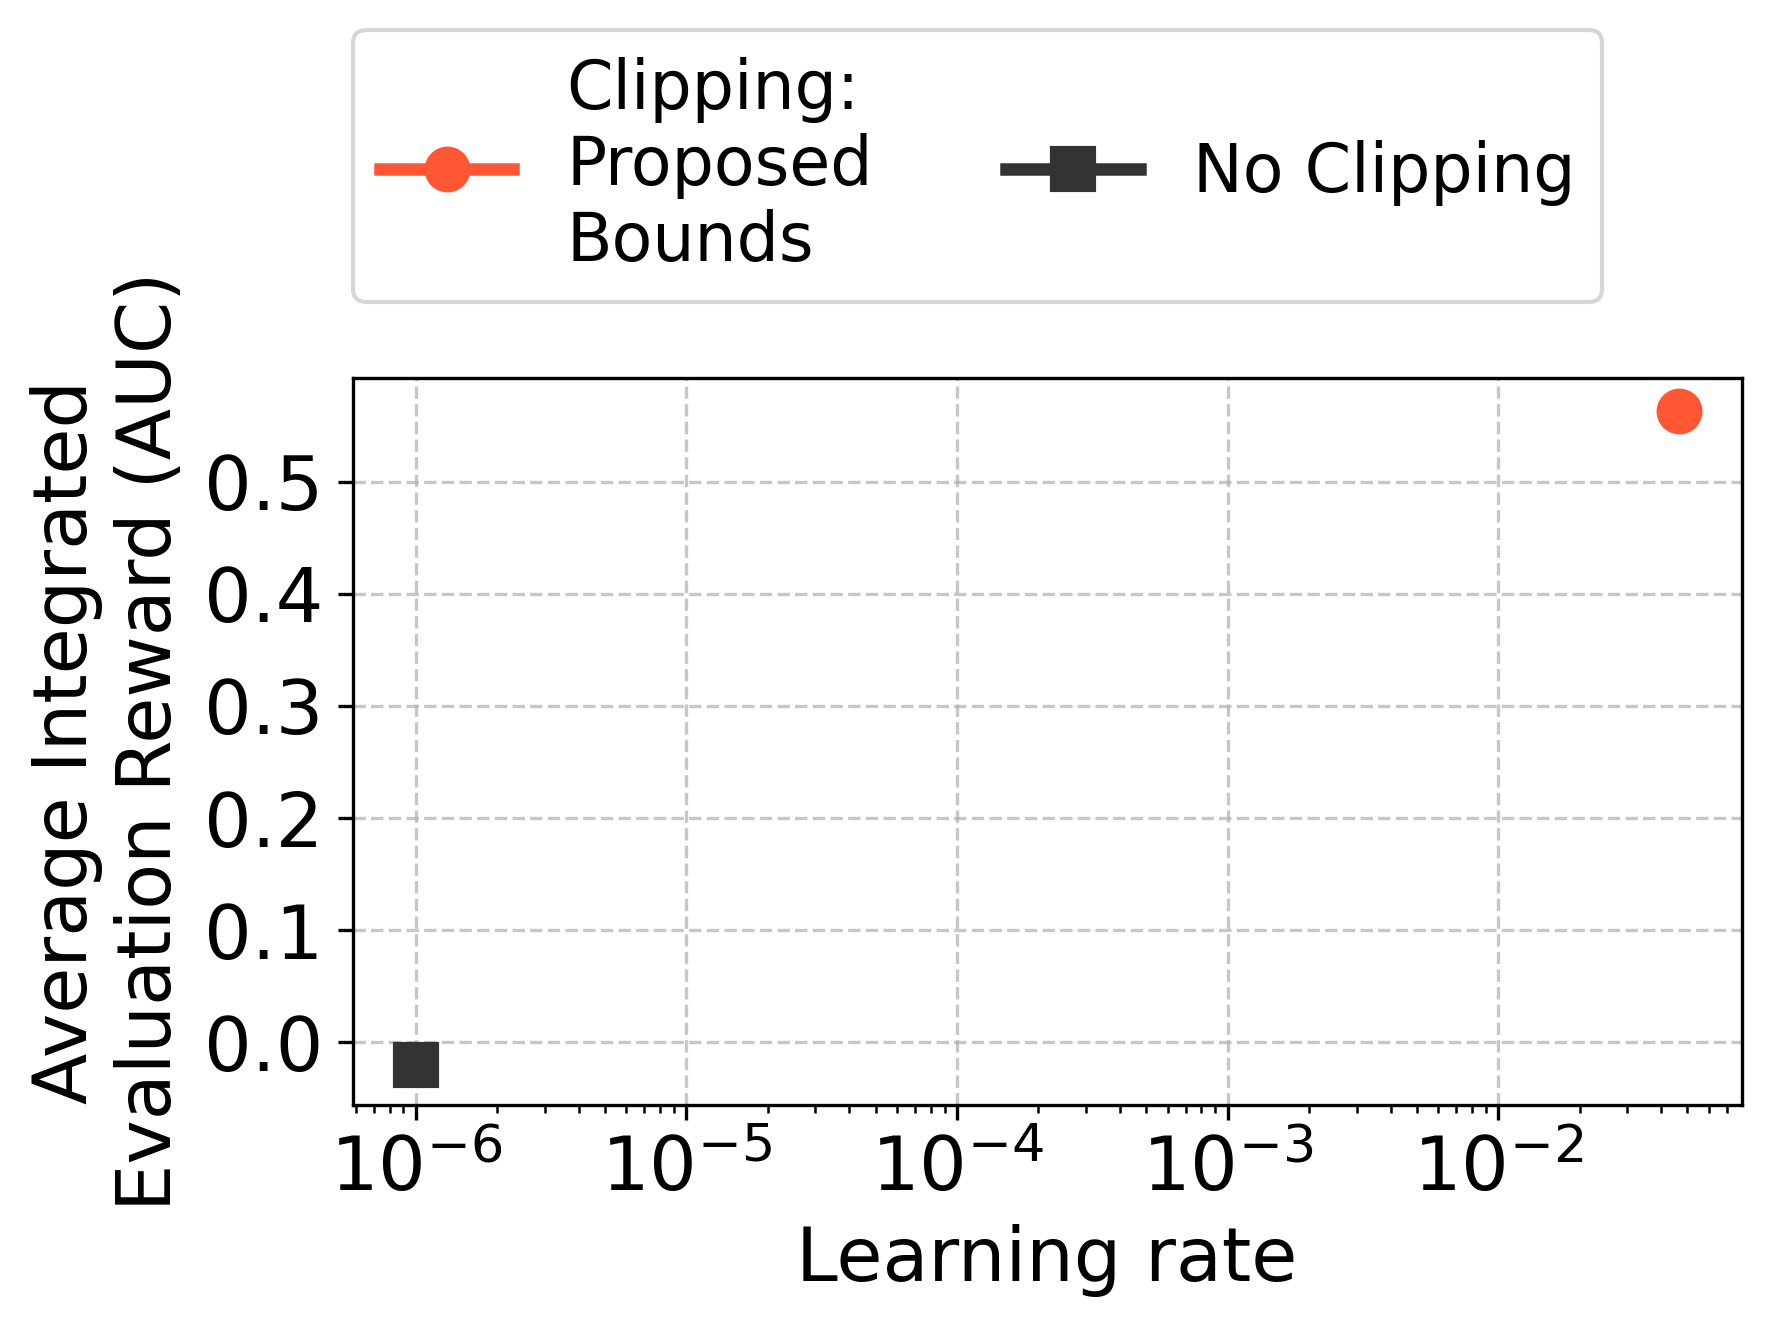 Clipping:
Proposed
Bounds
No Clipping
Average Integrated
Evaluation Reward (AUC)
0.5
0.4
0.3
0.2
0.1
0.0
10⁻⁶ 10⁻⁵ 10⁻⁴ 10⁻³ 10⁻²
Learning rate